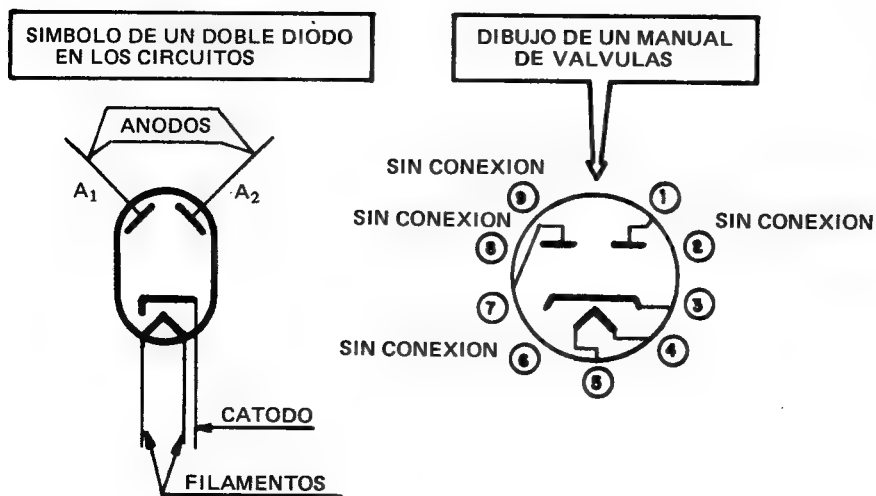 SIMBOLO DE UN DOBLE DIODO
EN LOS CIRCUITOS
DIBUJO DE UN MANUAL
DE VALVULAS
ANODOS
A1
A2
SIN CONEXION
9
1
SIN CONEXION
8
2
SIN CONEXION
7
3
SIN CONEXION
6
4
5
CATODO
FILAMENTOS